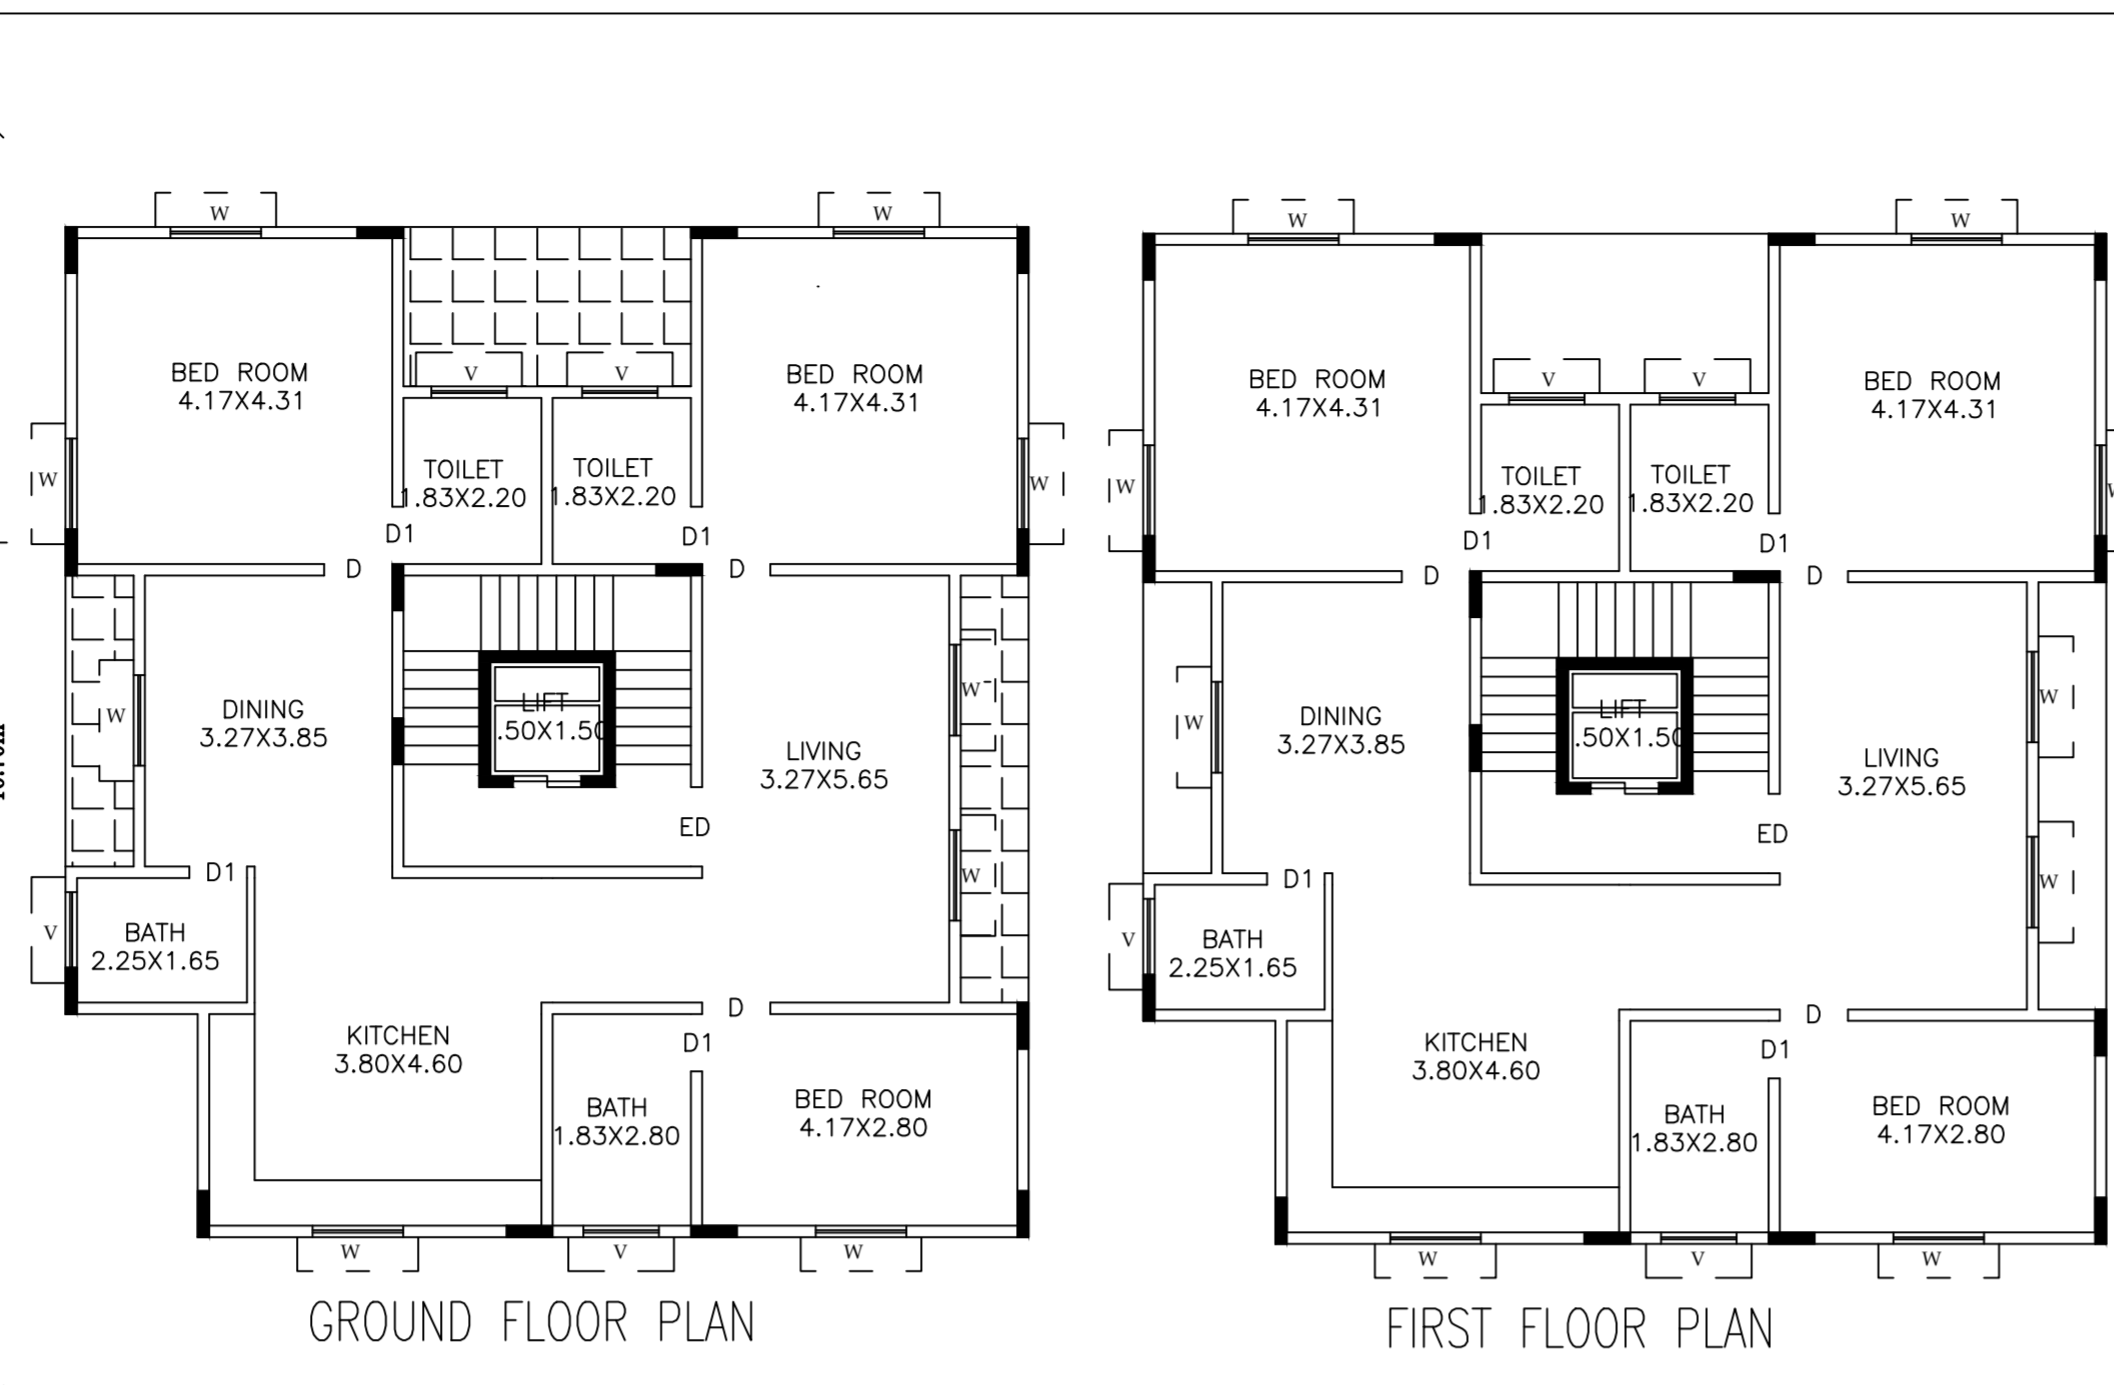 W
W
V
V
BED ROOM
4.17X4.31
BED ROOM
4.17X4.31
W
TOILET
1.83X2.20
TOILET
1.83X2.20
W
D1
D1
D
D
W
DINING
3.27X3.85
LIFT
.50X1.50
W
LIVING
3.27X5.65
ED
W
D1
V
BATH
2.25X1.65
D
KITCHEN
3.80X4.60
D1
BATH
1.83X2.80
BED ROOM
4.17X2.80
W
V
W
GROUND FLOOR PLAN
W
W
V
V
BED ROOM
4.17X4.31
BED ROOM
4.17X4.31
W
TOILET
1.83X2.20
TOILET
1.83X2.20
D1
D1
D
D
W
DINING
3.27X3.85
LIFT
.50X1.50
W
LIVING
3.27X5.65
ED
W
D1
V
BATH
2.25X1.65
D
KITCHEN
3.80X4.60
D1
BATH
1.83X2.80
BED ROOM
4.17X2.80
W
V
W
FIRST FLOOR PLAN